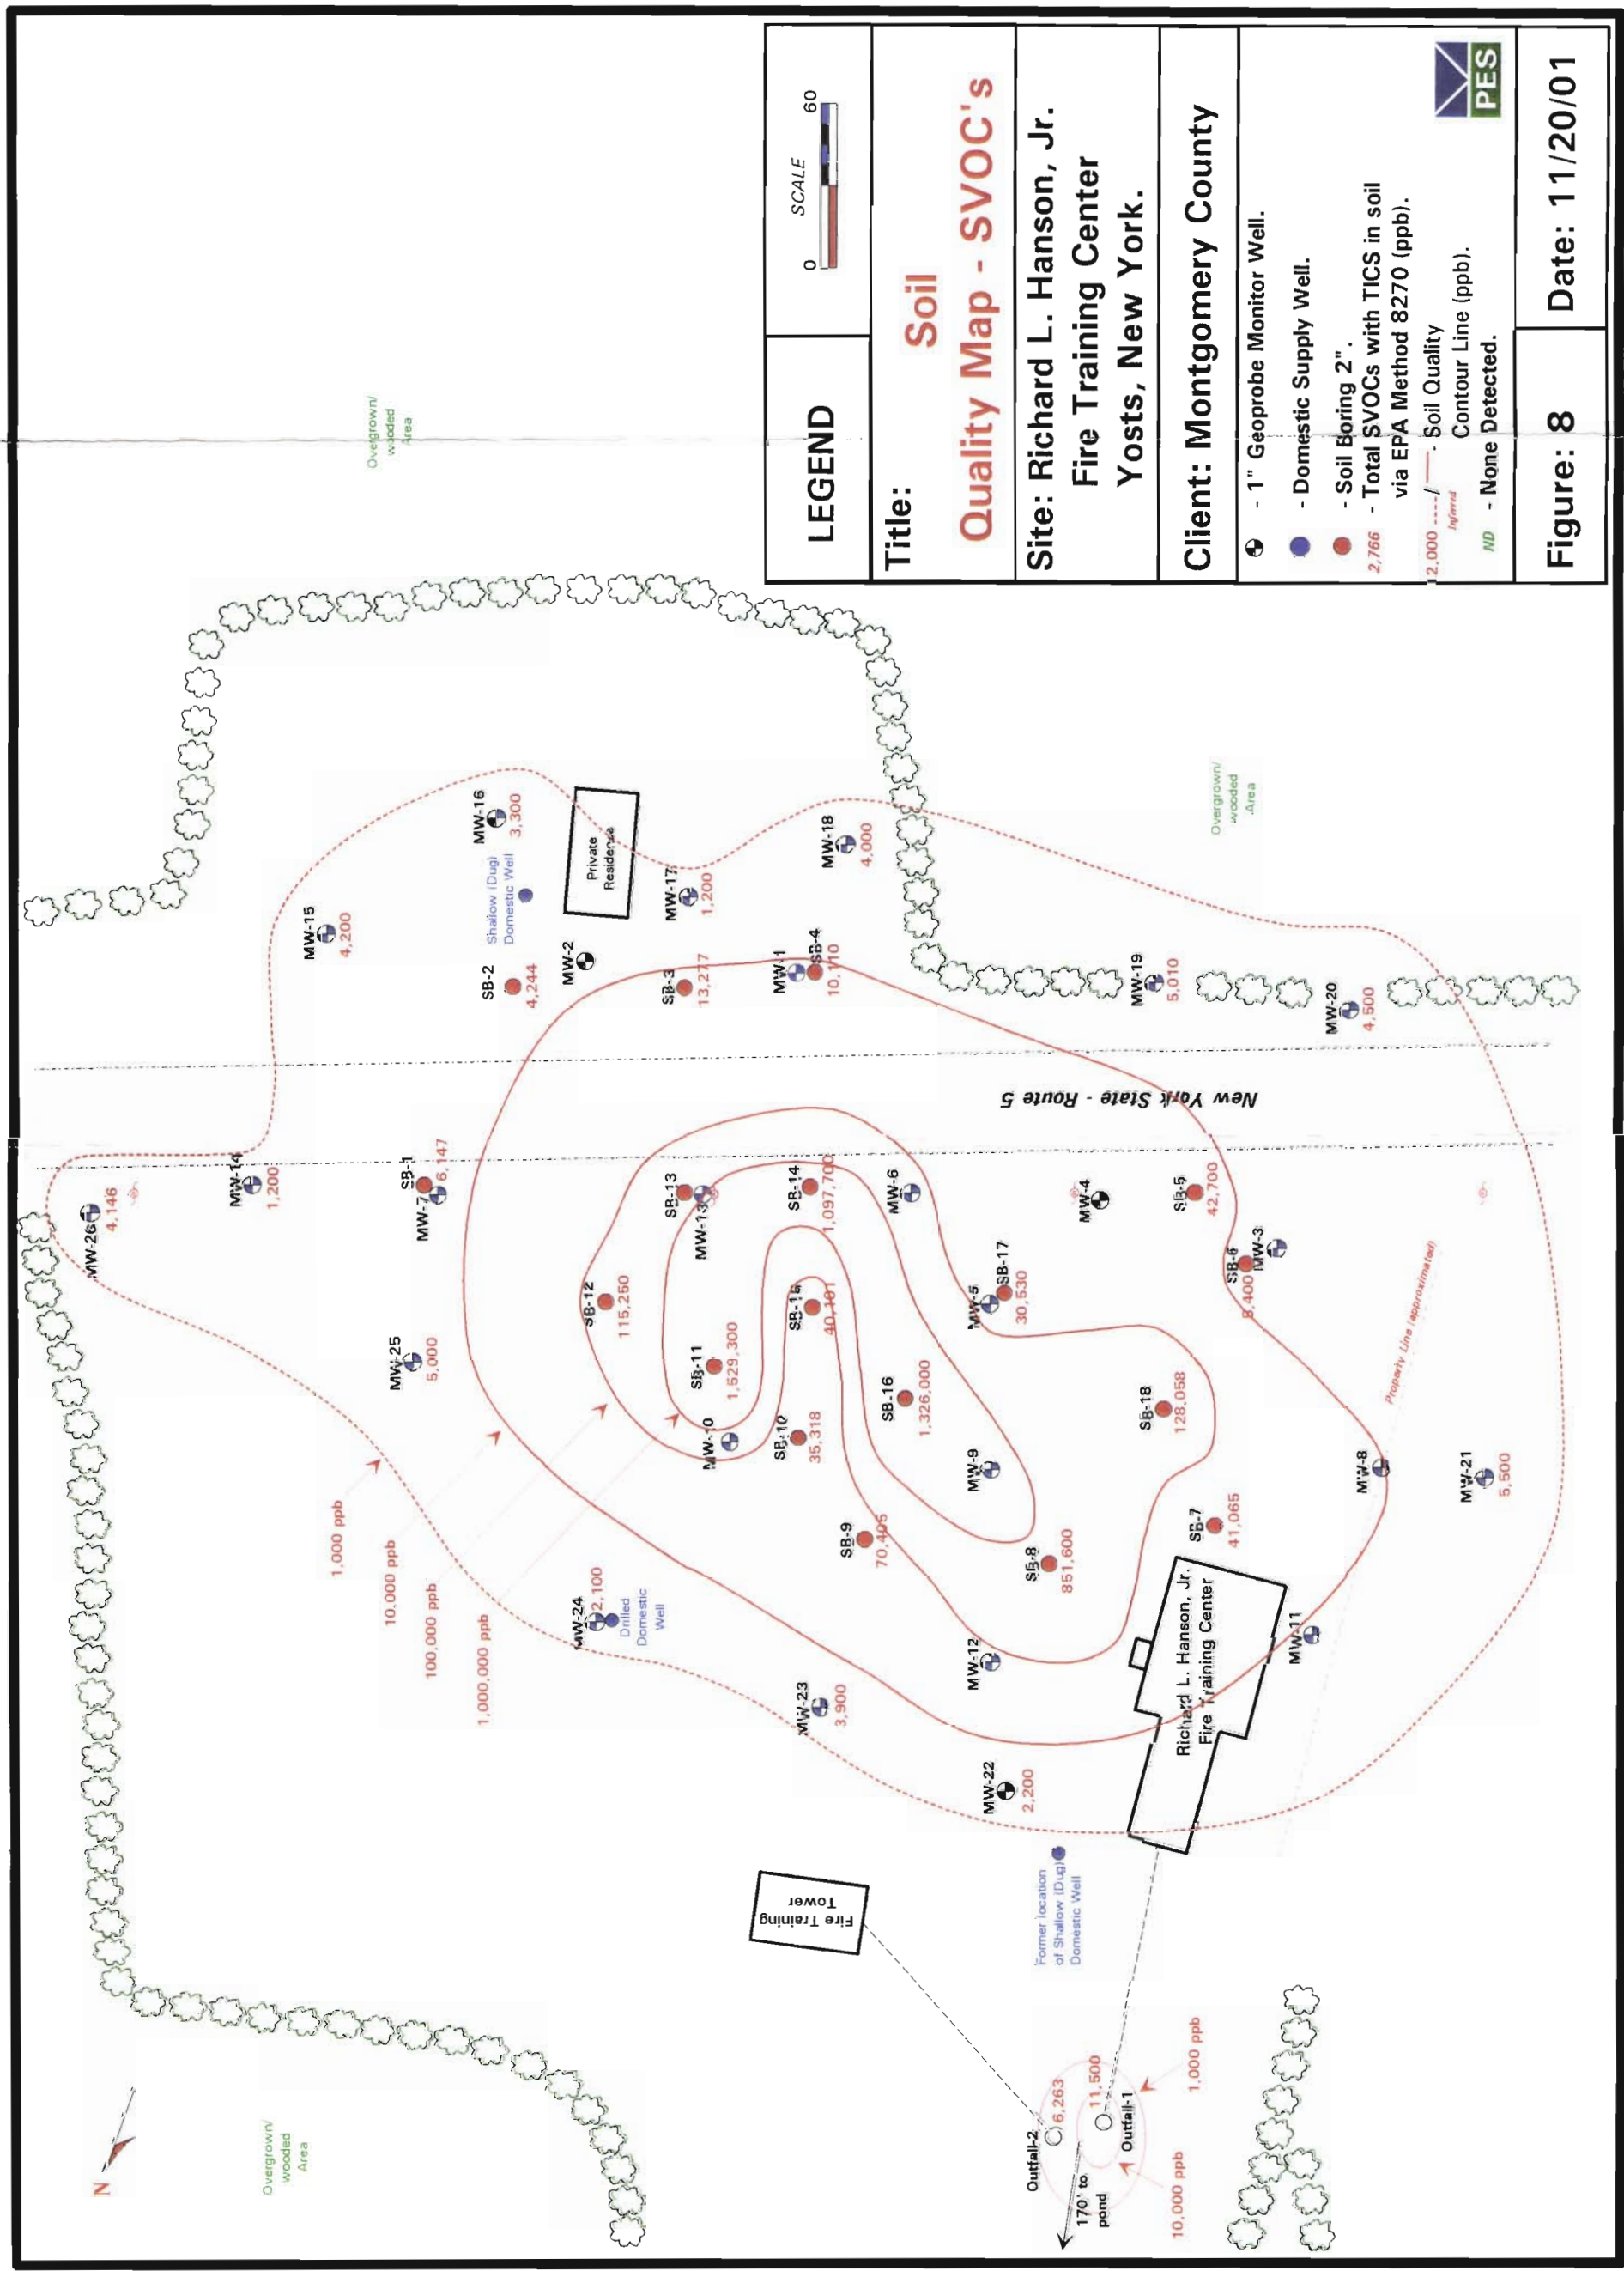 N
Overgrown/
wooded
Area
Overgrown/
wooded
Area
Overgrown/
wooded
Area
1,000 ppb
10,000 ppb
100,000 ppb
1,000,000 ppb
MW-26
4,146
MW-14
1,200
SB-1
MW-7
6,147
MW-25
5,000
MW-15
4,200
MW-16
3,300
Shallow (Dug)
Domestic Well
SB-2
4,244
MW-2
Private
Residence
MW-17
1,200
SB-3
13,277
MW-1
SB-4
10,110
MW-18
4,000
MW-19
5,010
MW-20
4,500
New York State - Route 5
SB-12
115,250
SB-13
MW-13
SB-14
1,097,700
MW-6
MW-4
SB-5
42,700
SB-6
MW-3
SB-11
1,529,300
MW-10
SB-10
35,318
SB-15
40,101
MW-5
SB-17
30,530
SB-16
1,326,000
MW-9
SB-18
128,058
SB-9
70,405
SB-8
851,600
SB-7
41,065
MW-8
MW-21
5,500
Property Line (approximated)
MW-24
2,100
Drilled
Domestic
Well
MW-23
3,900
MW-12
MW-22
2,200
MW-11
Richard L. Hanson, Jr.
Fire Training Center
Fire Training
Tower
Former location
of Shallow (Dug)
Domestic Well
Outfall-2
6,263
11,500
Outfall-1
170' to
pond
1,000 ppb
10,000 ppb
LEGEND
SCALE
0 60
Title:
Soil
Quality Map - SVOC's
Site: Richard L. Hanson, Jr.
Fire Training Center
Yosts, New York.
Client: Montgomery County
- 1" Geoprobe Monitor Well.
- Domestic Supply Well.
- Soil Boring 2".
2,766 - Total SVOCs with TICS in soil
via EPA Method 8270 (ppb).
2,000 ----/—— - Soil Quality
Inferred Contour Line (ppb).
ND - None Detected.
PES
Figure: 8
Date: 11/20/01